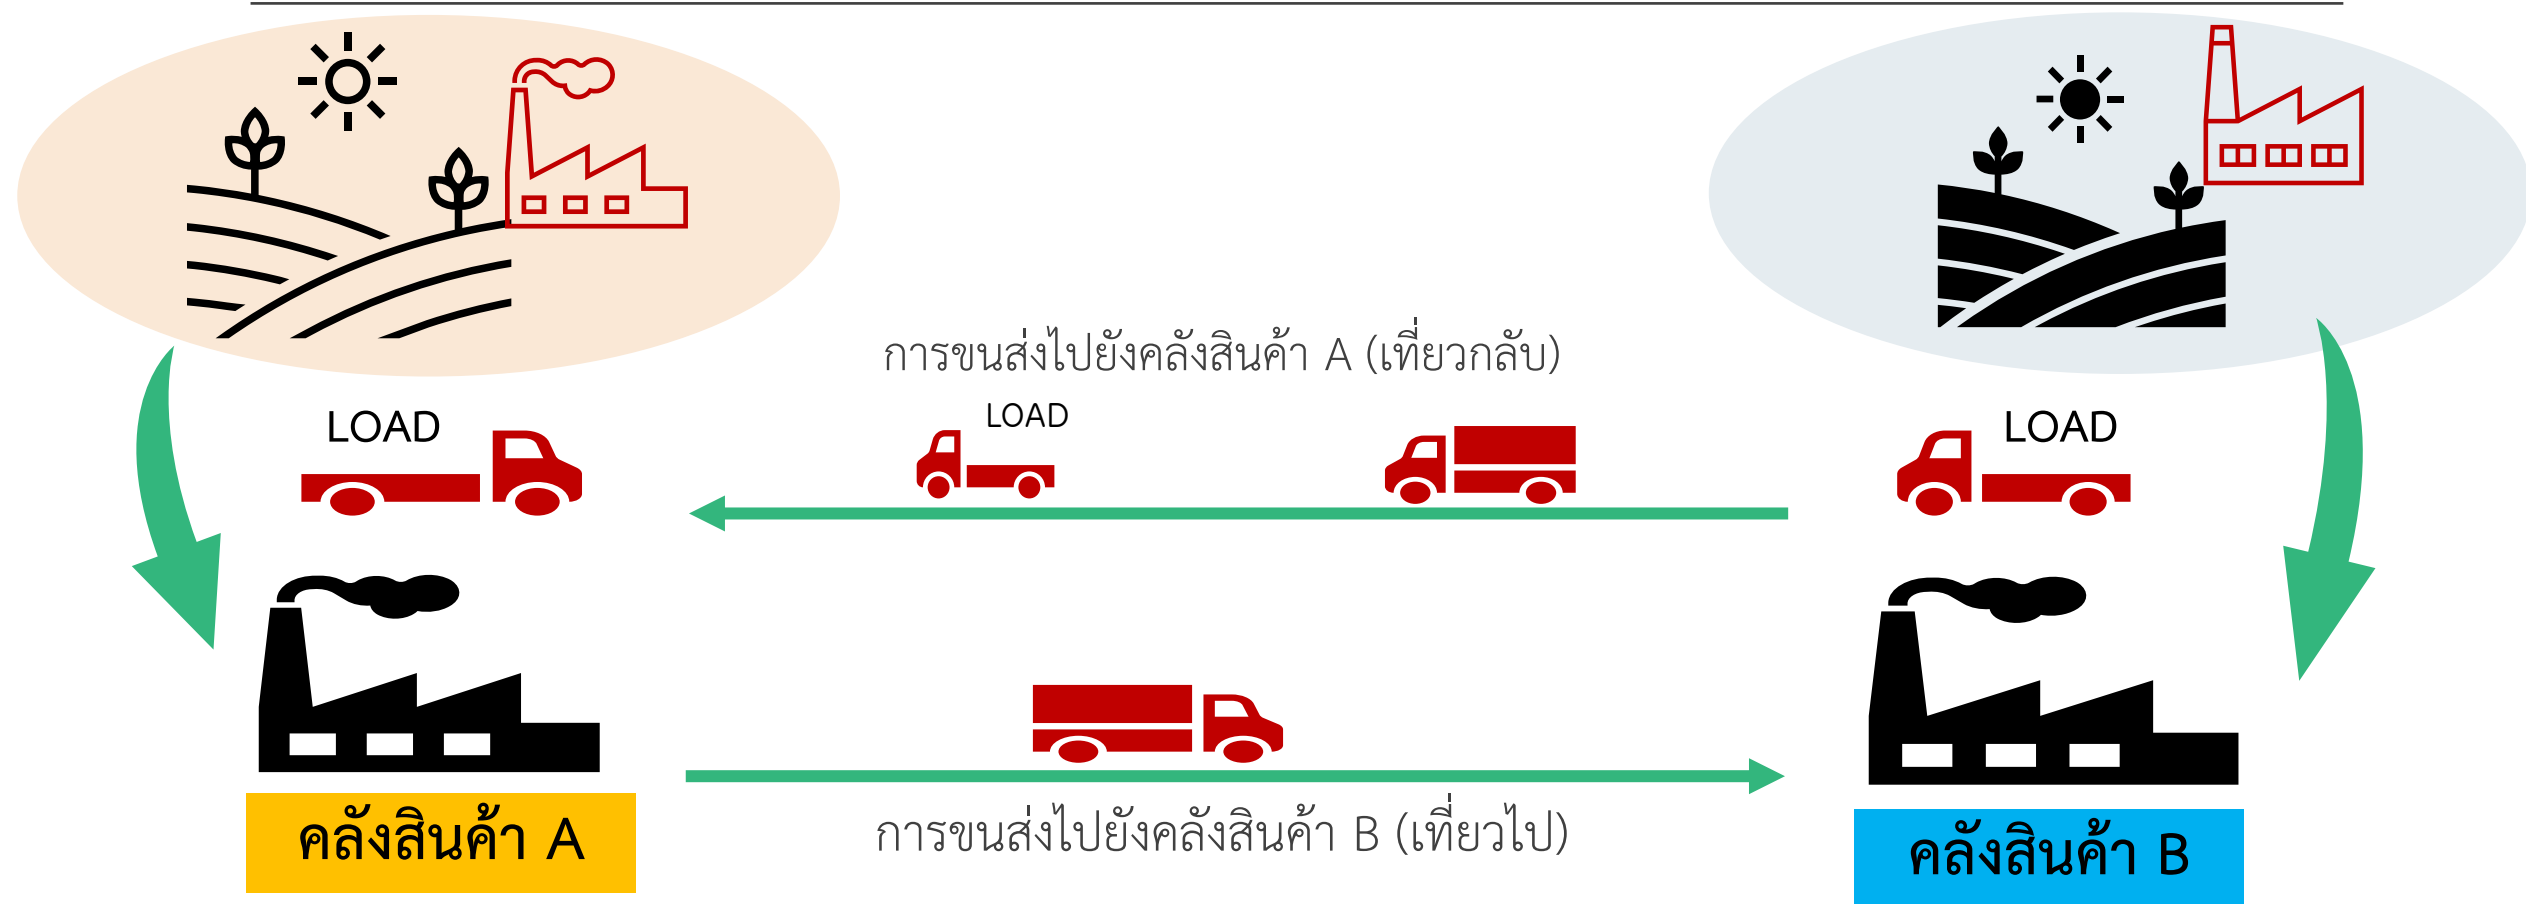 การขนส่งไปยังคลังสินค้า A (เที่ยวกลับ)
LOAD
LOAD
LOAD
การขนส่งไปยังคลังสินค้า B (เที่ยวไป)
คลังสินค้า A
คลังสินค้า B